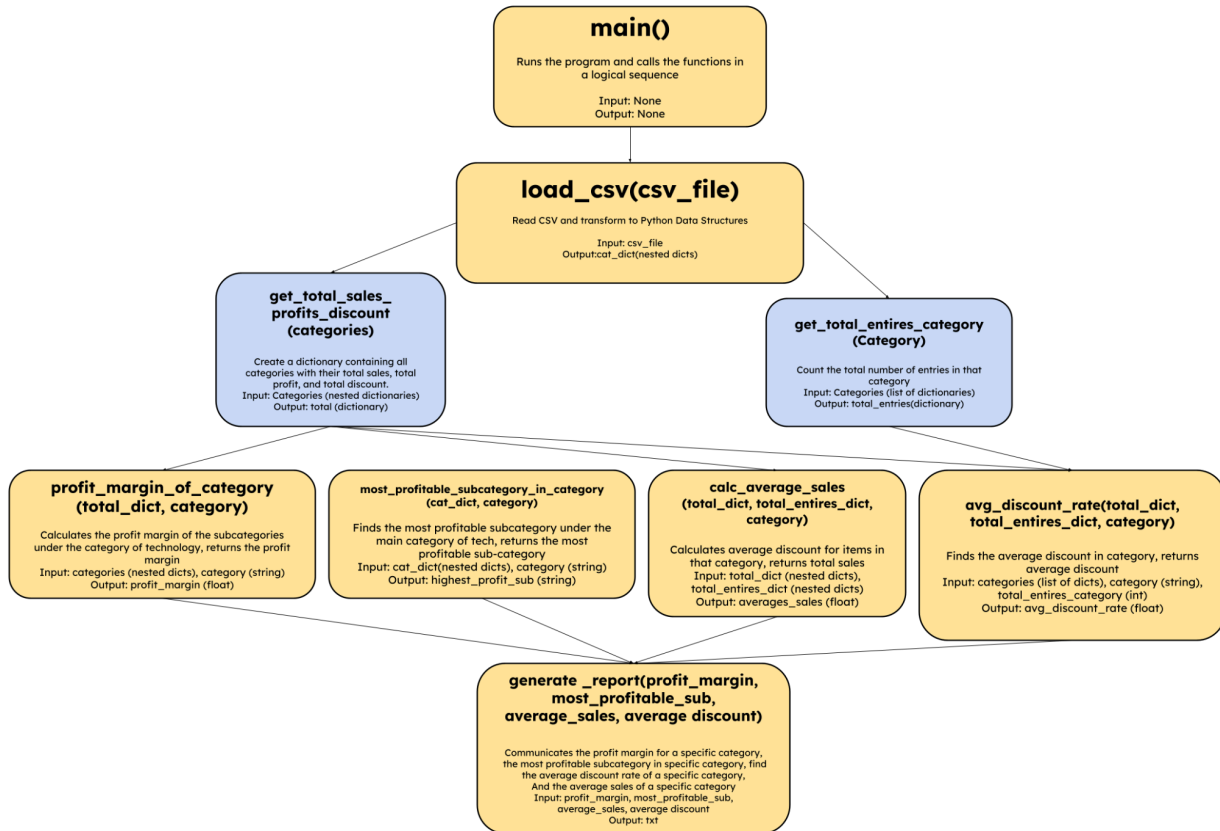 main()
Runs the program and calls the functions in
a logical sequence
Input: None
Output: None
load_csv(csv_file)
Read CSV and transform to Python Data Structures
Input: csv_file
Output:cat_dict(nested dicts)
get_total_sales_
profits_discount
(categories)
Create a dictionary containing all
categories with their total sales, total
profit, and total discount.
Input: Categories (nested dictionaries)
Output: total (dictionary)
get_total_entires_category
(Category)
Count the total number of entries in that
category
Input: Categories (list of dictionaries)
Output: total_entries(dictionary)
profit_margin_of_category
(total_dict, category)
Calculates the profit margin of the subcategories
under the category of technology, returns the profit
margin
Input: categories (nested dicts), category (string)
Output: profit_margin (float)
most_profitable_subcategory_in_category
(cat_dict, category)
Finds the most profitable subcategory under the
main category of tech, returns the most
profitable sub-category
Input: cat_dict(nested dicts), category (string)
Output: highest_profit_sub (string)
calc_average_sales
(total_dict, total_entires_dict,
category)
Calculates average discount for items in
that category, returns total sales
Input: total_dict (nested dicts),
total_entires_dict (nested dicts)
Output: averages_sales (float)
avg_discount_rate(total_dict,
total_entires_dict, category)
Finds the average discount in category, returns
average discount
Input: categories (list of dicts), category (string),
total_entires_category (int)
Output: avg_discount_rate (float)
generate _report(profit_margin,
most_profitable_sub,
average_sales, average discount)
Communicates the profit margin for a specific category,
the most profitable subcategory in specific category, find
the average discount rate of a specific category,
And the average sales of a specific category
Input: profit_margin, most_profitable_sub,
average_sales, average discount
Output: txt